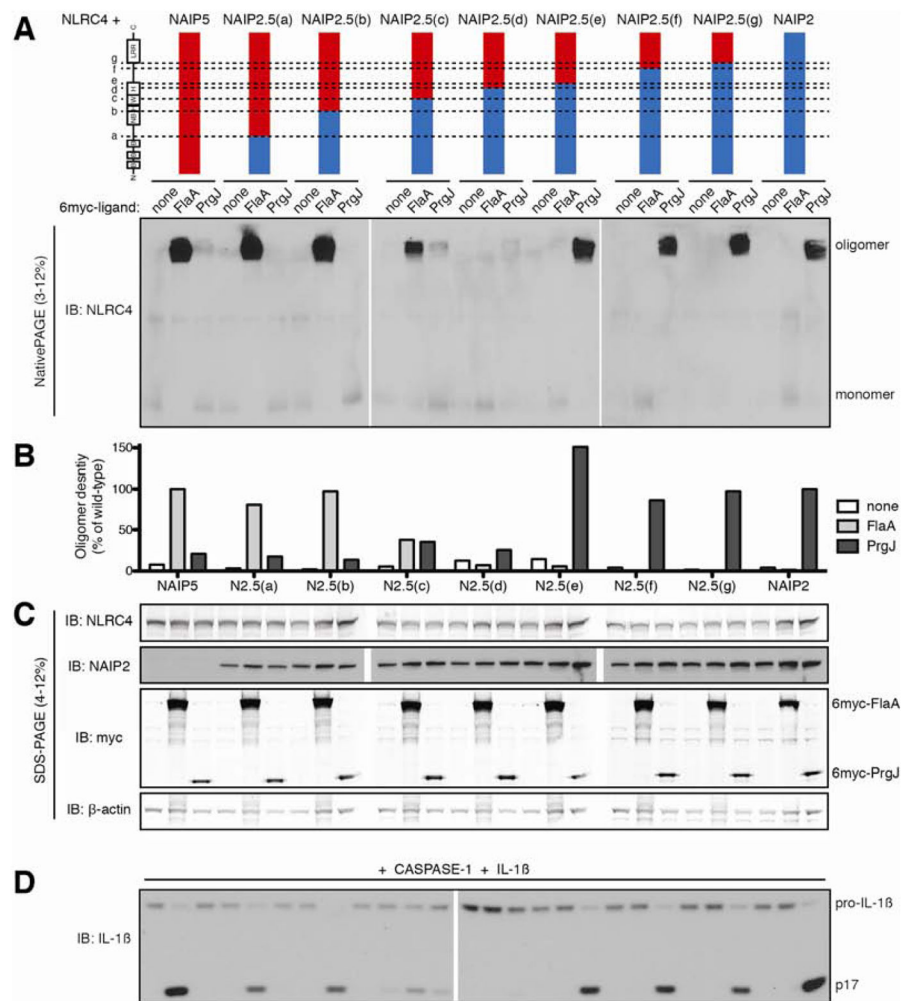 A
NLRC4 + NAIP5 NAIP2.5(a) NAIP2.5(b) NAIP2.5(c) NAIP2.5(d) NAIP2.5(e) NAIP2.5(f) NAIP2.5(g) NAIP2
C
LRR
g
f
e
d
c
b
a
H
W
NB
N
6myc-ligand: none FlaA PrgJ none FlaA PrgJ none FlaA PrgJ none FlaA PrgJ none FlaA PrgJ none FlaA PrgJ none FlaA PrgJ none FlaA PrgJ none FlaA PrgJ
NativePAGE (3-12%)
IB: NLRC4
oligomer
monomer
B
Oligomer desntiy
(% of wild-type)
150
100
50
0
none
FlaA
PrgJ
NAIP5 N2.5(a) N2.5(b) N2.5(c) N2.5(d) N2.5(e) N2.5(f) N2.5(g) NAIP2
C
SDS-PAGE (4-12%)
IB: NLRC4
IB: NAIP2
IB: myc
6myc-FlaA
6myc-PrgJ
IB: β-actin
D
+ CASPASE-1 + IL-1ß
IB: IL-1ß
pro-IL-1ß
p17